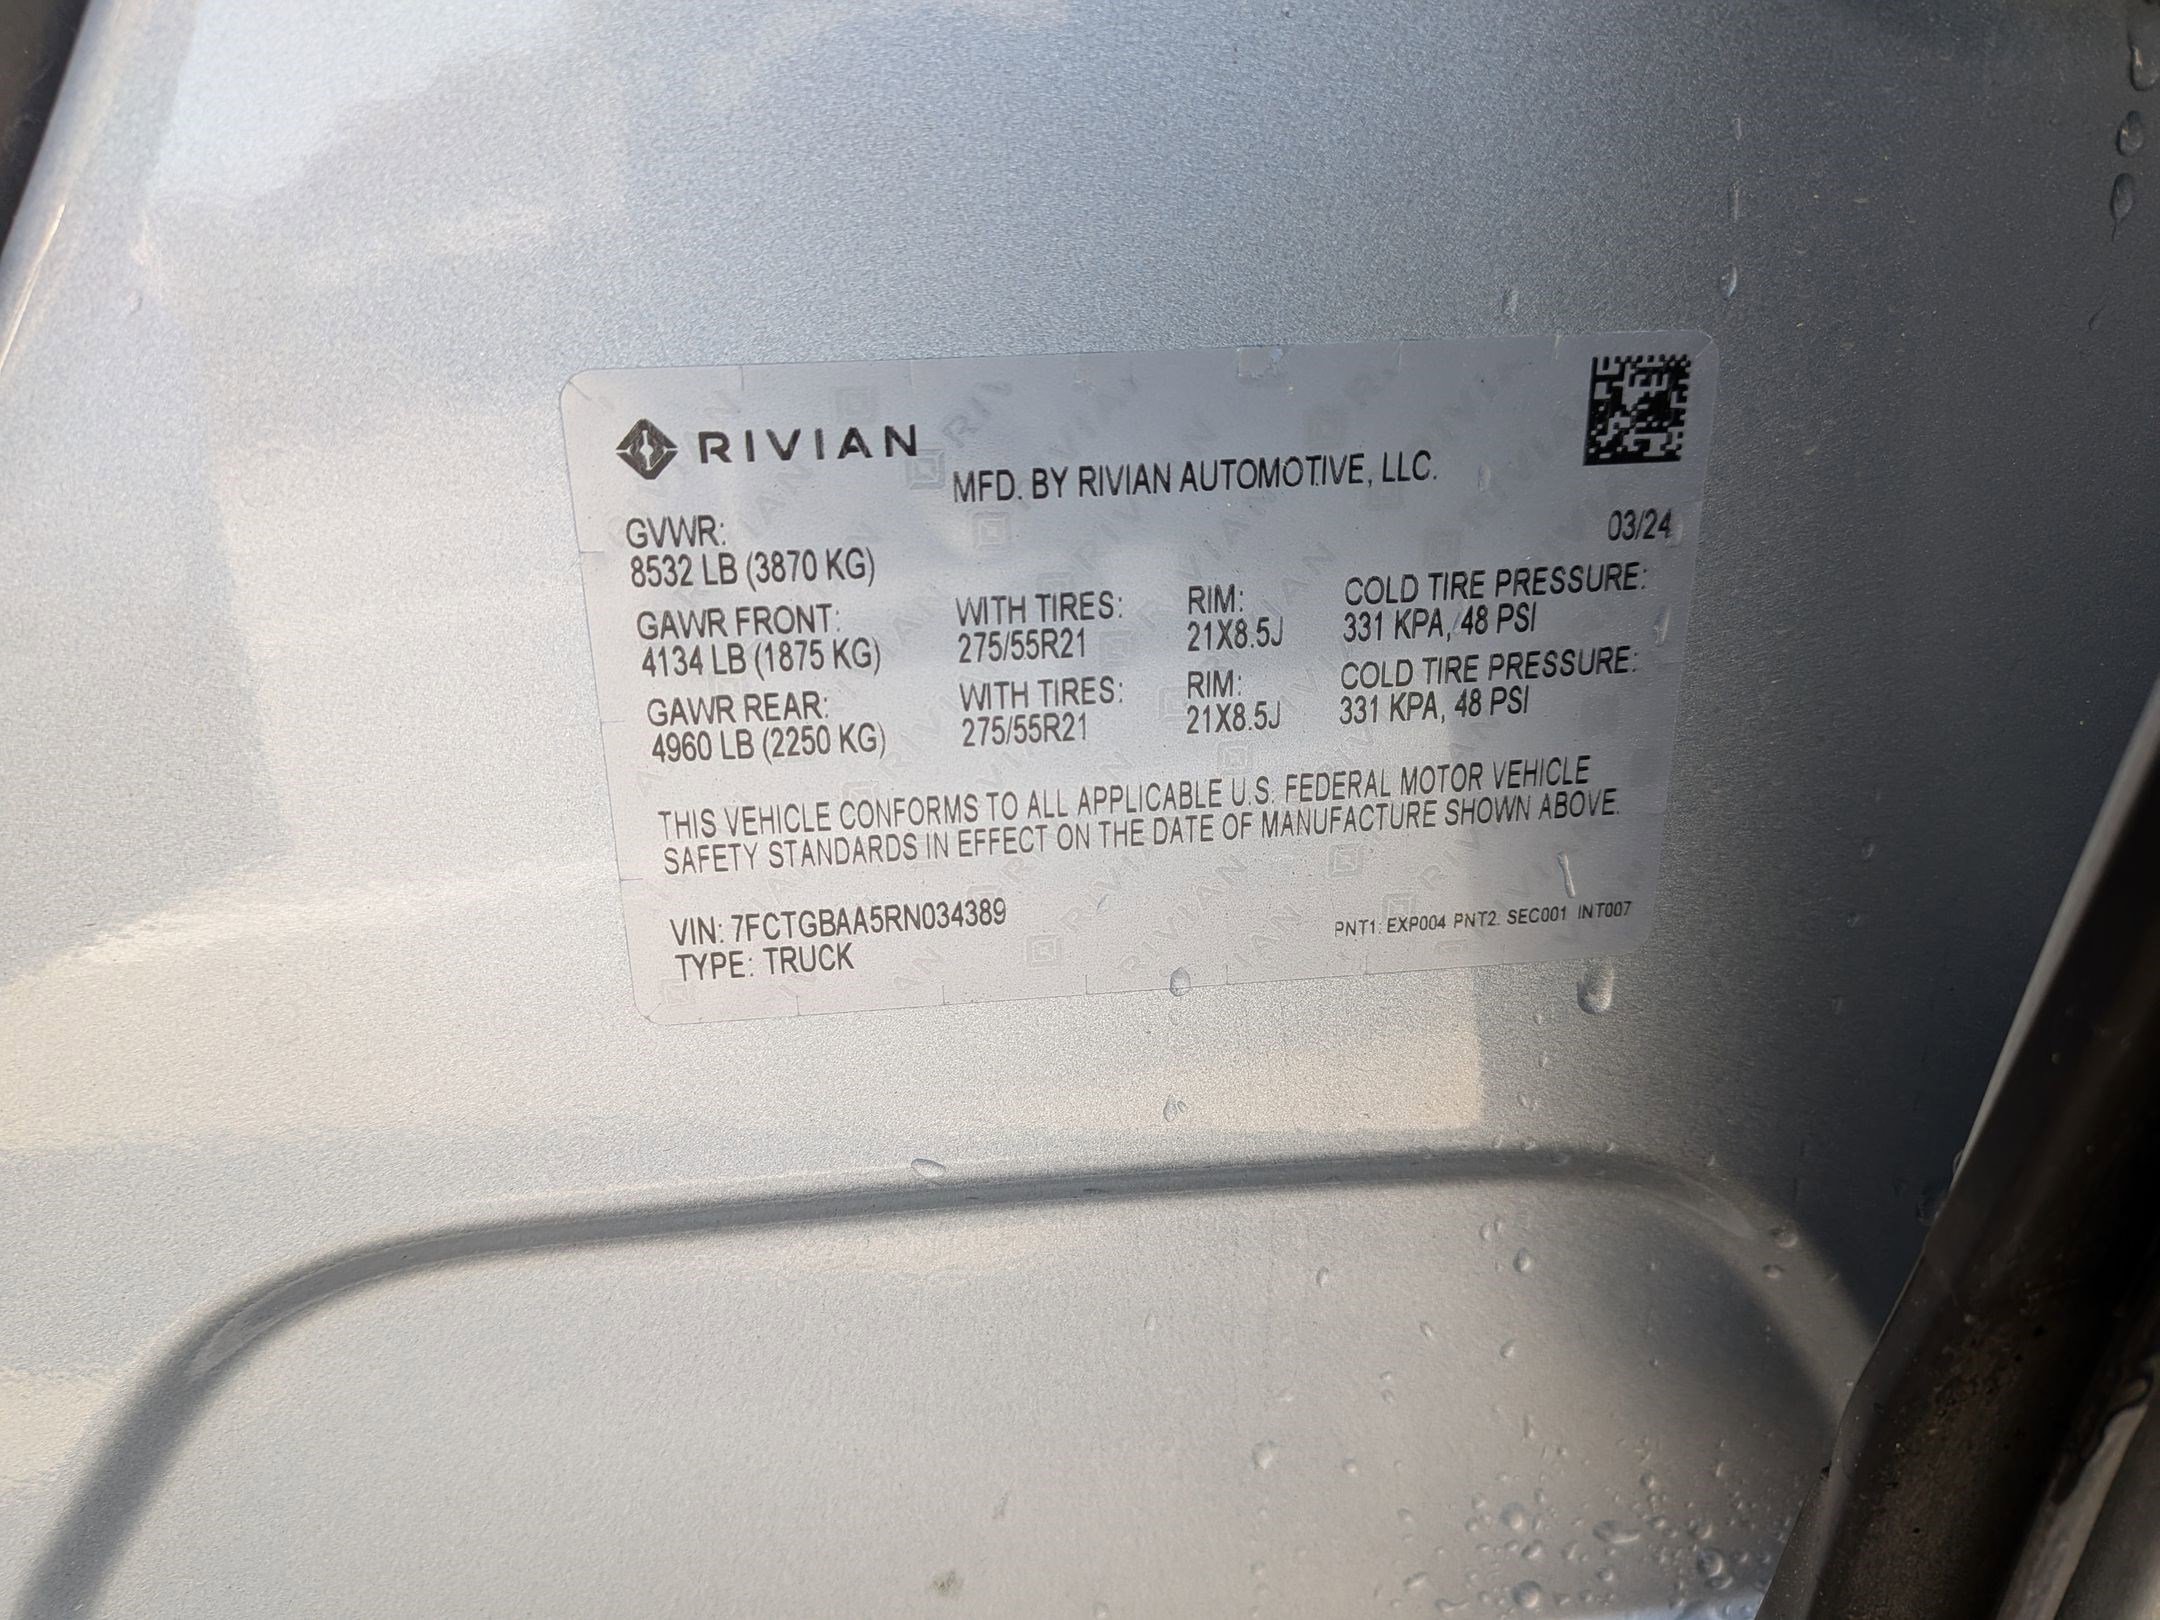 RIVIAN
MFD. BY RIVIAN AUTOMOTIVE, LLC.
03/24
GVWR:
8532 LB (3870 KG)
GAWR FRONT: WITH TIRES: RIM: COLD TIRE PRESSURE:
4134 LB (1875 KG) 275/55R21 21X8.5J 331 KPA, 48 PSI
GAWR REAR: WITH TIRES: RIM: COLD TIRE PRESSURE:
4960 LB (2250 KG) 275/55R21 21X8.5J 331 KPA, 48 PSI
THIS VEHICLE CONFORMS TO ALL APPLICABLE U.S. FEDERAL MOTOR VEHICLE
SAFETY STANDARDS IN EFFECT ON THE DATE OF MANUFACTURE SHOWN ABOVE.
VIN: 7FCTGBAA5RN034389
TYPE: TRUCK
PNT1: EXP004 PNT2: SEC001 INT007